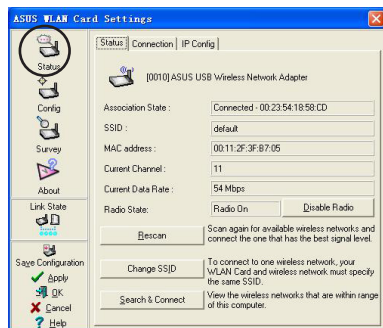 ASUS WLAN Card Settings
Status
Config
Survey
About
Link State
Save Configuration
Apply
OK
Cancel
Help
Status Connection IP Config
[0010] ASUS USB Wireless Network Adapter
Association State : Connected - 00:23:54:18:58:CD
SSID : default
MAC address : 00:11:2F:3F:B7:05
Current Channel : 11
Current Data Rate : 54 Mbps
Radio State: Radio On Disable Radio
Rescan
Scan again for available wireless networks and
connect the one that has the best signal level.
Change SSID
To connect to one wireless network, your
WLAN Card and wireless network must specify
the same SSID.
Search & Connect
View the wireless networks that are within range
of this computer.